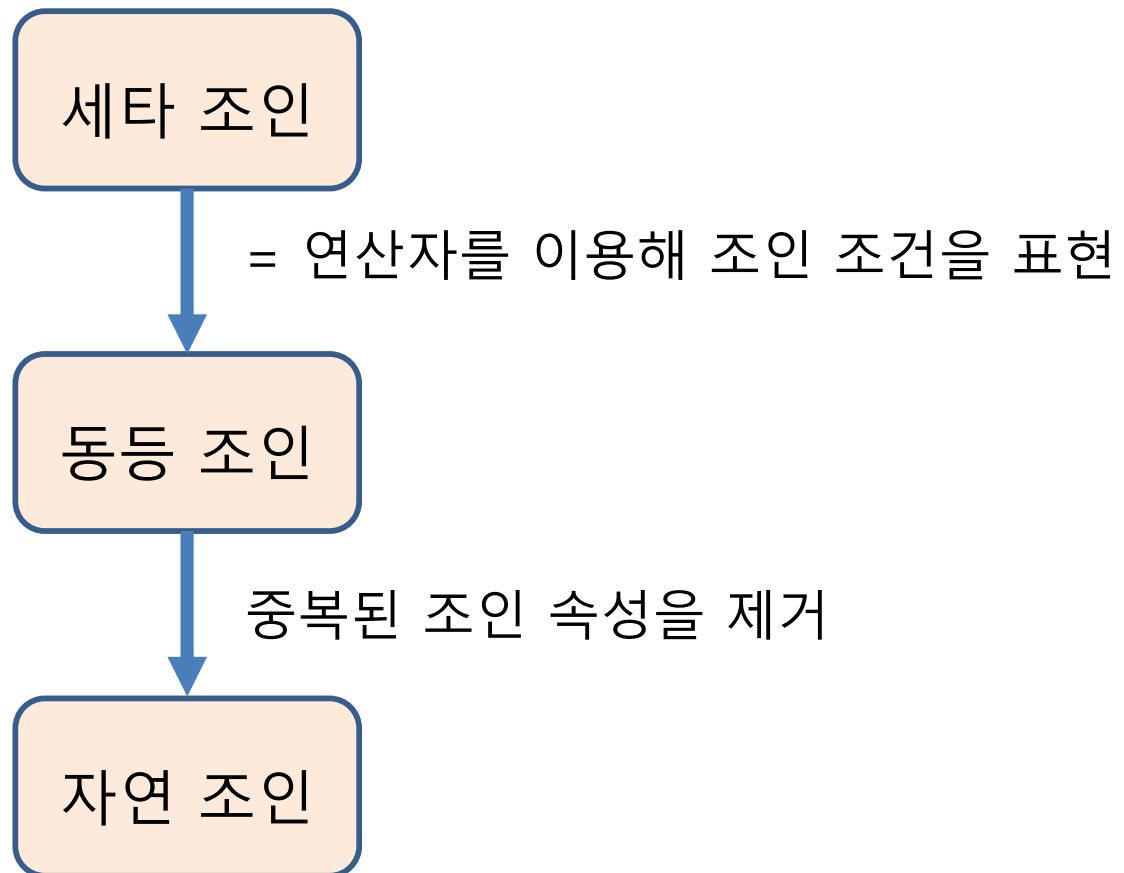 세타 조인
= 연산자를 이용해 조인 조건을 표현
동등 조인
중복된 조인 속성을 제거
자연 조인